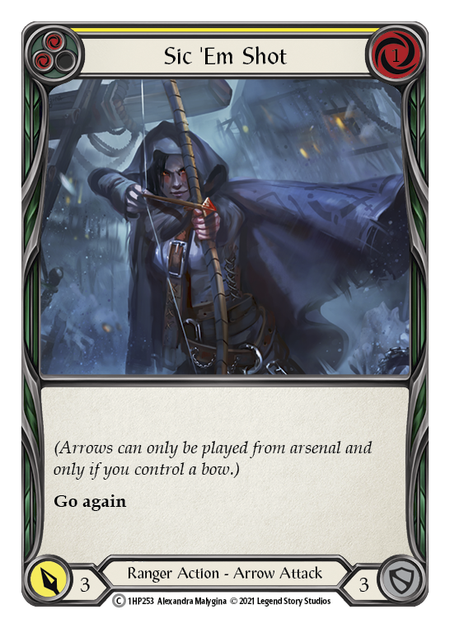 Sic 'Em Shot
1
(Arrows can only be played from arsenal and
only if you control a bow.)
Go again
3
Ranger Action - Arrow Attack
3
C 1HP253 Alexandra Malygina © 2021 Legend Story Studios